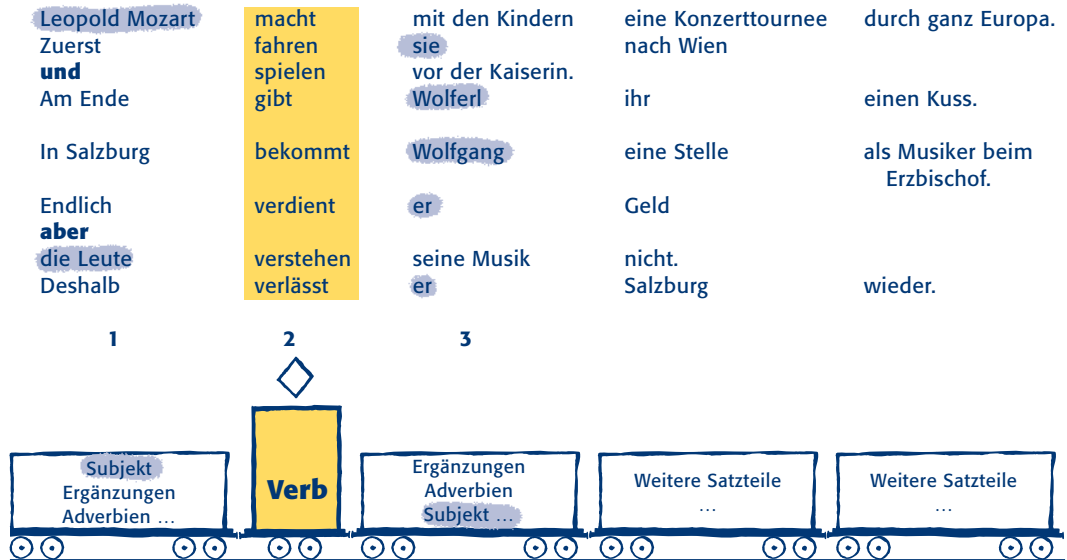 Leopold Mozart macht mit den Kindern eine Konzerttournee durch ganz Europa.
Zuerst fahren sie nach Wien
und spielen vor der Kaiserin.
Am Ende gibt Wolferl ihr einen Kuss.
In Salzburg bekommt Wolfgang eine Stelle als Musiker beim
Erzbischof.
Endlich verdient er Geld
aber
die Leute verstehen seine Musik nicht.
Deshalb verlässt er Salzburg wieder.
1 2 3
Subjekt
Ergänzungen
Adverbien ...
Verb
Ergänzungen
Adverbien
Subjekt ...
Weitere Satzteile
...
Weitere Satzteile
...